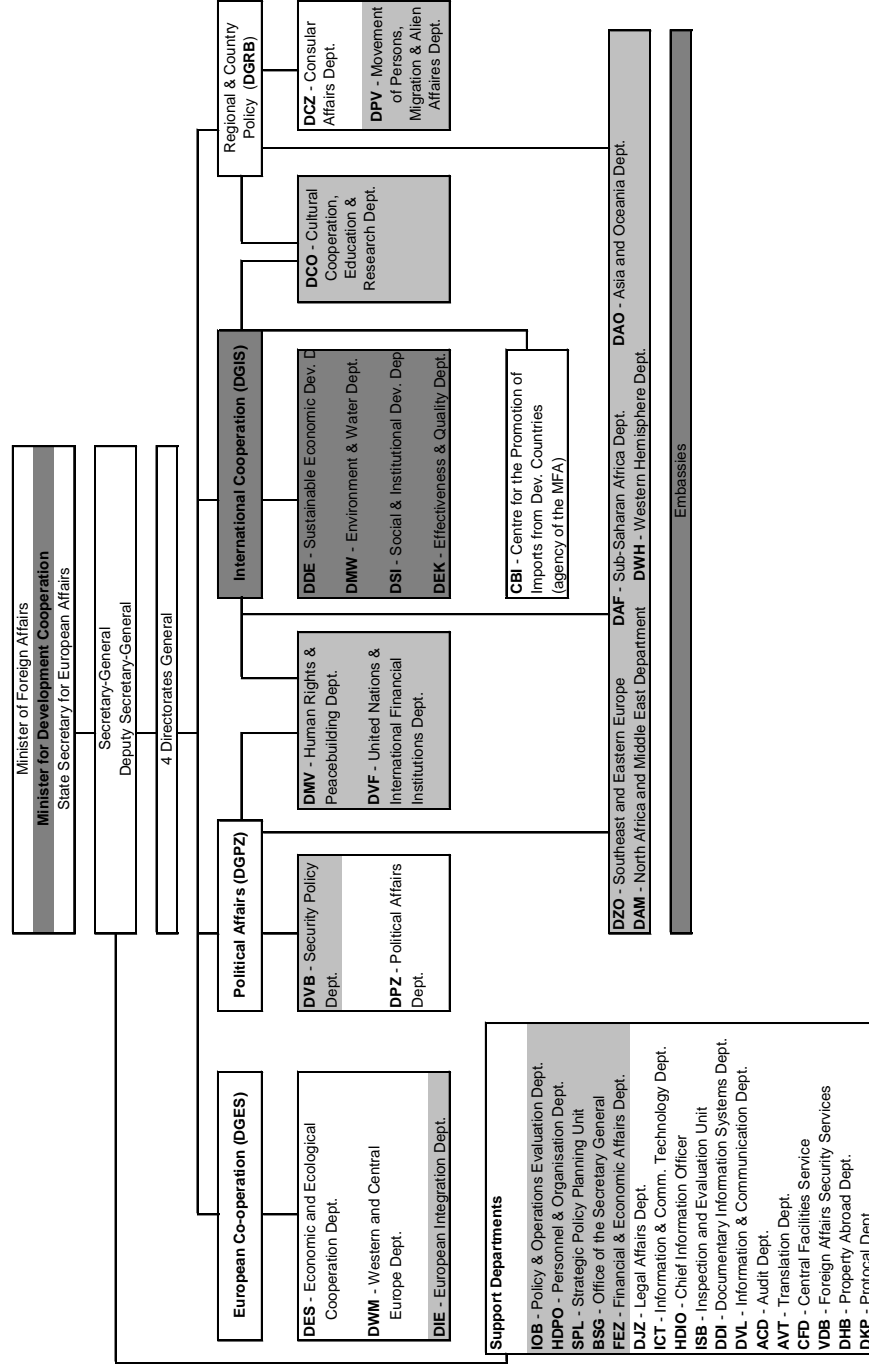 Minister of Foreign Affairs
Minister for Development Cooperation
State Secretary for European Affairs
Secretary-General
Deputy Secretary-General
4 Directorates General
European Co-operation (DGES)
Political Affairs (DGPZ)
International Cooperation (DGIS)
Regional & Country
Policy (DGRB)
DES - Economic and Ecological
Cooperation Dept.
DWM - Western and Central
Europe Dept.
DIE - European Integration Dept.
DVB - Security Policy
Dept.
DPZ - Political Affairs
Dept.
DMV - Human Rights &
Peacebuilding Dept.
DVF - United Nations &
International Financial
Institutions Dept.
DDE - Sustainable Economic Dev. D
DMW - Environment & Water Dept.
DSI - Social & Institutional Dev. Dep
DEK - Effectiveness & Quality Dept.
DCO - Cultural
Cooperation,
Education &
Research Dept.
DCZ - Consular
Affairs Dept.
DPV - Movement
of Persons,
Migration & Alien
Affaires Dept.
CBI - Centre for the Promotion of
Imports from Dev. Countries
(agency of the MFA)
DZO - Southeast and Eastern Europe DAF - Sub-Saharan Africa Dept. DAO - Asia and Oceania Dept.
DAM - North Africa and Middle East Department DWH - Western Hemisphere Dept.
Embassies
Support Departments
IOB - Policy & Operations Evaluation Dept.
HDPO - Personnel & Organisation Dept.
SPL - Strategic Policy Planning Unit
BSG - Office of the Secretary General
FEZ - Financial & Economic Affairs Dept.
DJZ - Legal Affairs Dept.
ICT - Information & Comm. Technology Dept.
HDIO - Chief Information Officer
ISB - Inspection and Evaluation Unit
DDI - Documentary Information Systems Dept.
DVL - Information & Communication Dept.
ACD - Audit Dept.
AVT - Translation Dept.
CFD - Central Facilities Service
VDB - Foreign Affairs Security Services
DHB - Property Abroad Dept.
DKP - Protocal Dept.